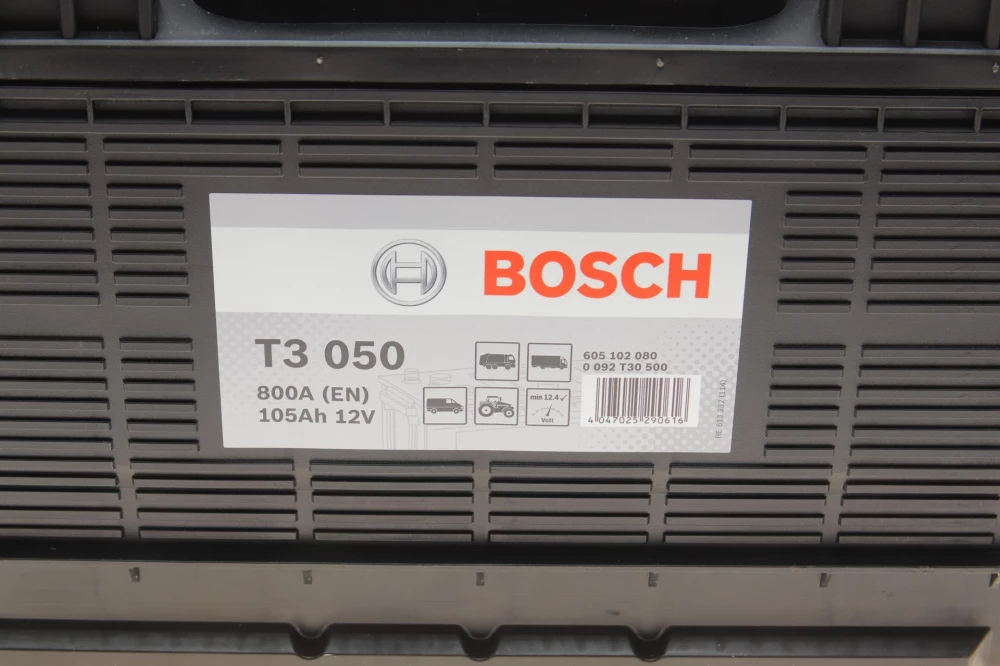 BOSCH
T3 050
800A (EN)
105Ah 12V
min 12.4✓
Volt
605 102 080
0 092 T30 500
4 047025 290616